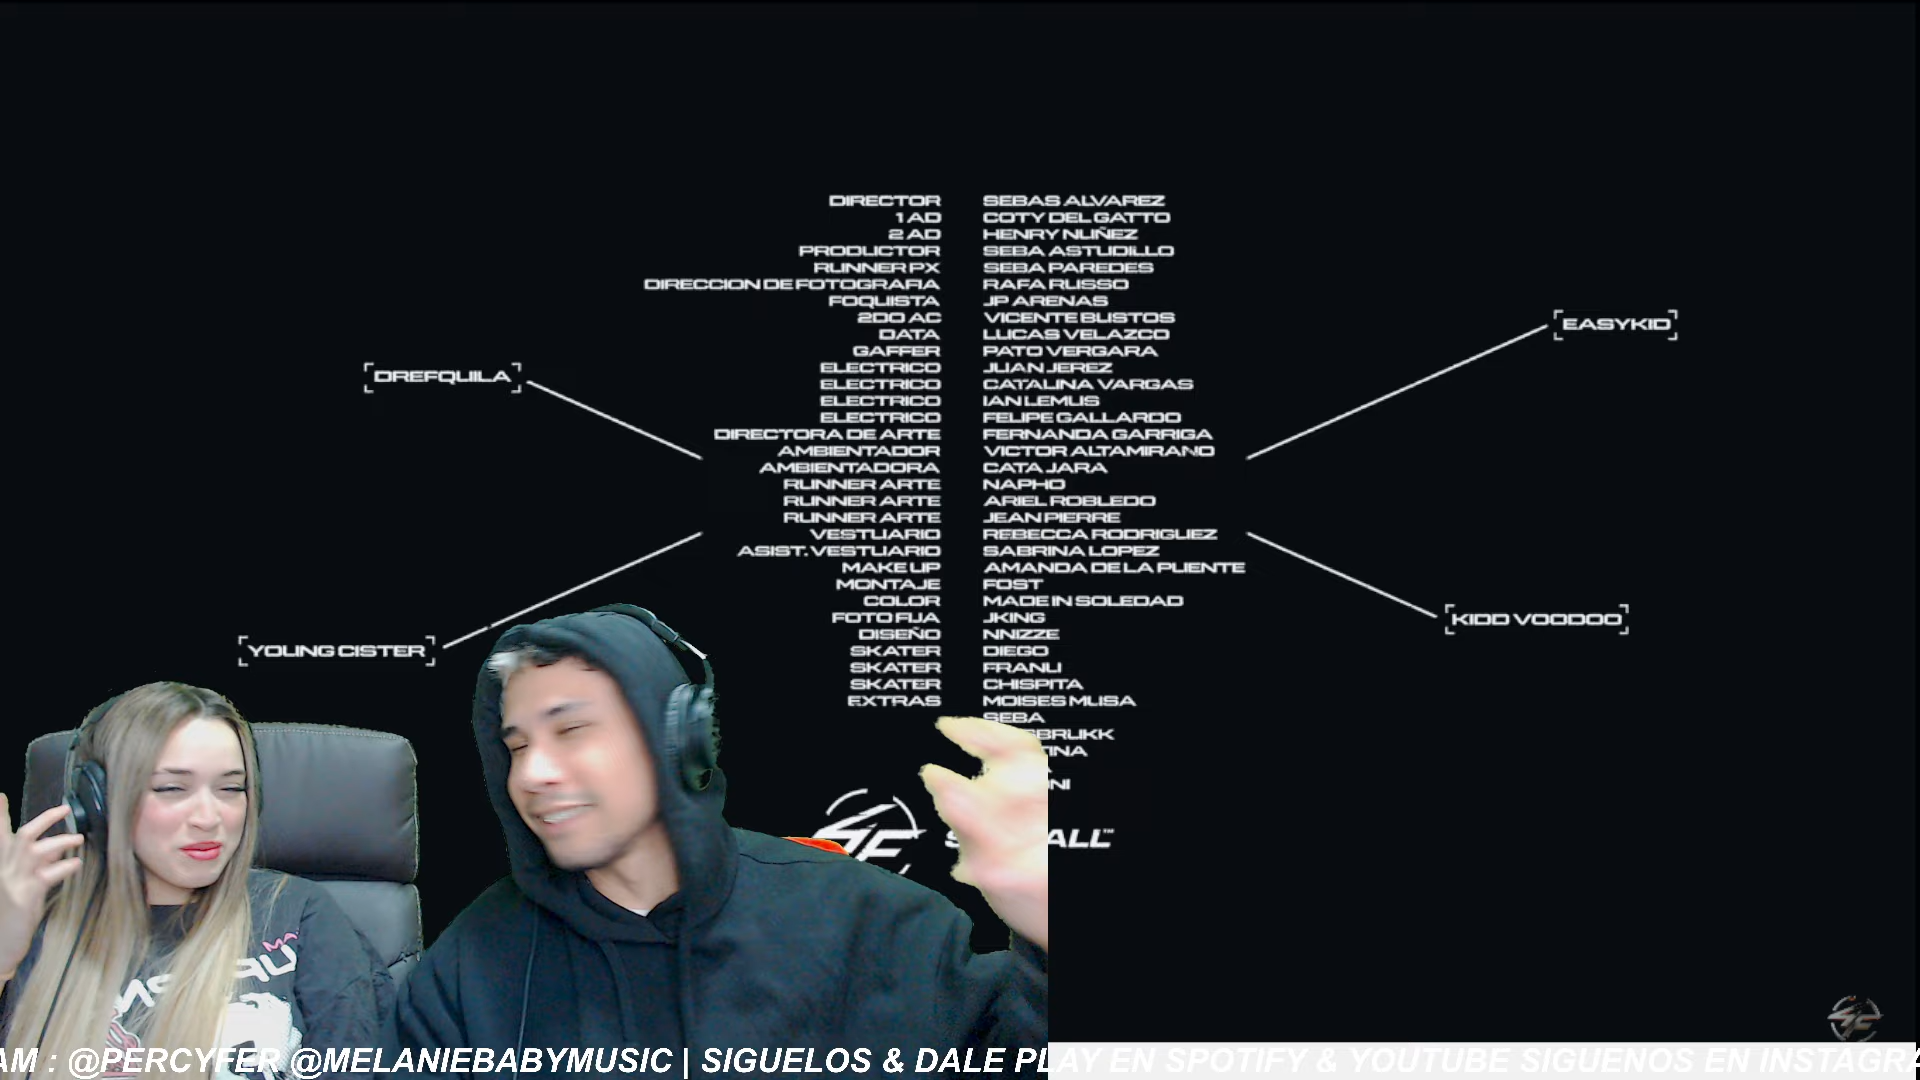 DIRECTOR SEBAS ALVAREZ
1 AD COTY DEL GATTO
2 AD HENRY NUÑEZ
PRODUCTOR SEBA ASTUDILLO
RUNNER PX SEBA PAREDES
DIRECCION DE FOTOGRAFIA RAFA RUSSO
FOQUISTA JP ARENAS
2DO AC VICENTE BUSTOS
DATA LUCAS VELAZCO
GAFFER PATO VERGARA
ELECTRICO JUAN JEREZ
ELECTRICO CATALINA VARGAS
ELECTRICO IAN LEMUS
ELECTRICO FELIPE GALLARDO
DIRECTORA DE ARTE FERNANDA GARRIGA
AMBIENTADOR VICTOR ALTAMIRANO
AMBIENTADORA CATA JARA
RUNNER ARTE NAPHO
RUNNER ARTE ARIEL ROBLEDO
RUNNER ARTE JEAN PIERRE
VESTUARIO REBECCA RODRIGUEZ
ASIST. VESTUARIO SABRINA LOPEZ
MAKE UP AMANDA DE LA PUENTE
MONTAJE FOST
COLOR MADE IN SOLEDAD
FOTO FIJA JKING
DISEÑO NNIZZE
SKATER DIEGO
SKATER FRANLI
SKATER CHISPITA
EXTRAS MOISES MUSA
SEBA
DREFQUILA
EASYKID
YOUNG CISTER
KIDD VOODOO
AM : @PERCYFER @MELANIEBABYMUSIC | SIGUELOS & DALE PLAY EN SPOTIFY & YOUTUBE SIGUENOS EN INSTAGRA